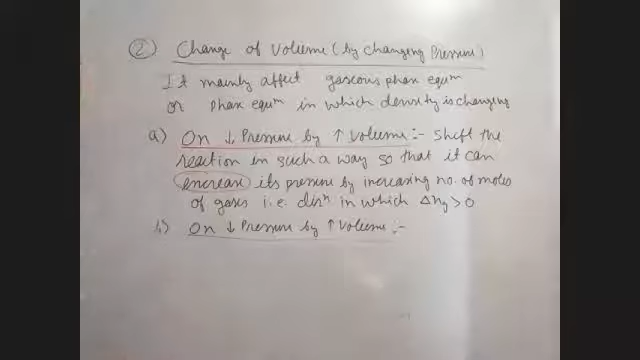 ② Change of Volume (by changing Pressure)
It mainly affect gaseous phase equm
or Phase equm in which density is changing
a) On ↓ Pressure by ↑ Volume :- Shift the
reaction in such a way so that it can
increase its pressure by increasing no. of moles
of gases i.e. dirn in which Δng > 0
b) On ↓ Pressure by ↑ Volume :-